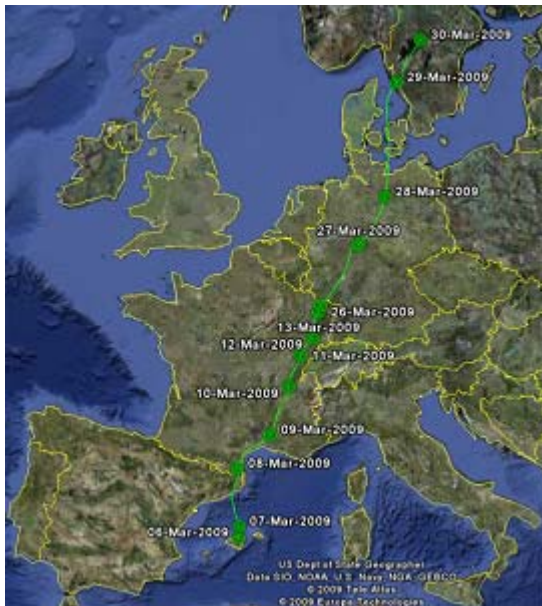 30-Mar-2009
29-Mar-2009
28-Mar-2009
27-Mar-2009
26-Mar-2009
13-Mar-2009
12-Mar-2009
11-Mar-2009
10-Mar-2009
09-Mar-2009
08-Mar-2009
07-Mar-2009
06-Mar-2009
US Dept of State Geographer
Data SIO, NOAA, U.S. Navy, NGA, GEBCO
© 2009 Tele Atlas
© 2009 Europa Technologies